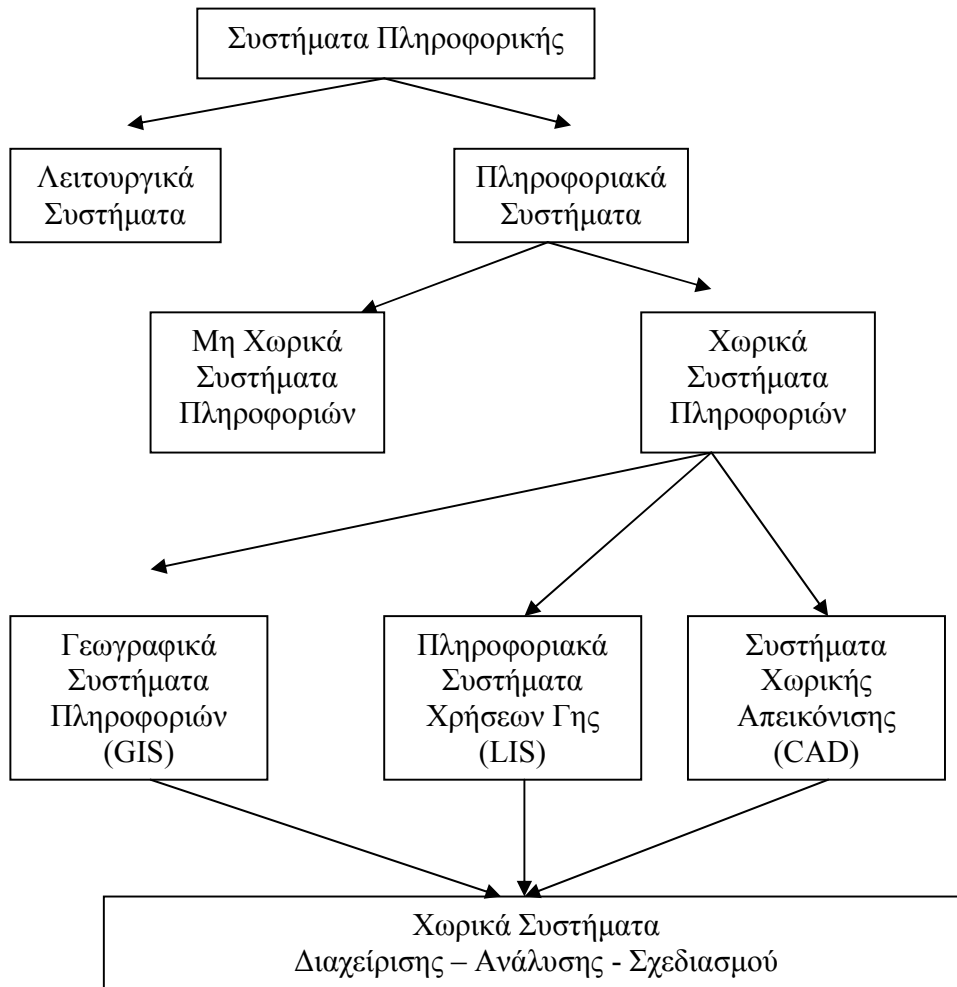 Συστήματα Πληροφορικής
Λειτουργικά
Συστήματα
Πληροφοριακά
Συστήματα
Μη Χωρικά
Συστήματα
Πληροφοριών
Χωρικά
Συστήματα
Πληροφοριών
Γεωγραφικά
Συστήματα
Πληροφοριών
(GIS)
Πληροφοριακά
Συστήματα
Χρήσεων Γης
(LIS)
Συστήματα
Χωρικής
Απεικόνισης
(CAD)
Χωρικά Συστήματα
Διαχείρισης – Ανάλυσης - Σχεδιασμού